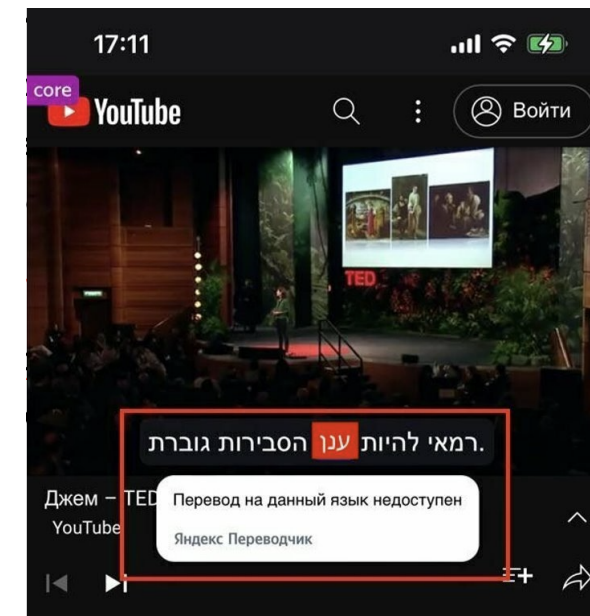 17:11
core
YouTube
Войти
TED
.רמאי להיות ענן הסבירות גוברת
Джем – TED
Перевод на данный язык недоступен
YouTube
Яндекс Переводчик